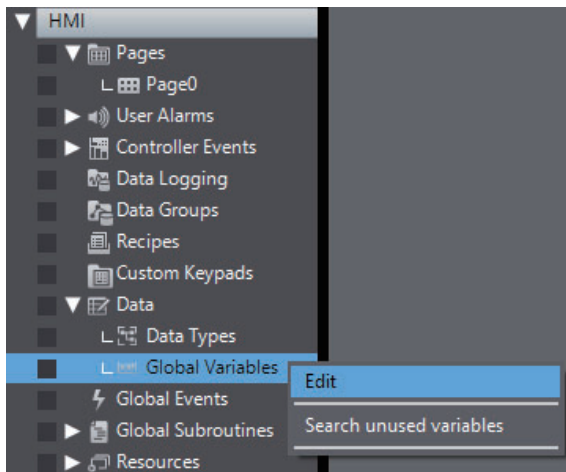 HMI
Pages
Page0
User Alarms
Controller Events
Data Logging
Data Groups
Recipes
Custom Keypads
Data
Data Types
Global Variables
Edit
Global Events
Search unused variables
Global Subroutines
Resources